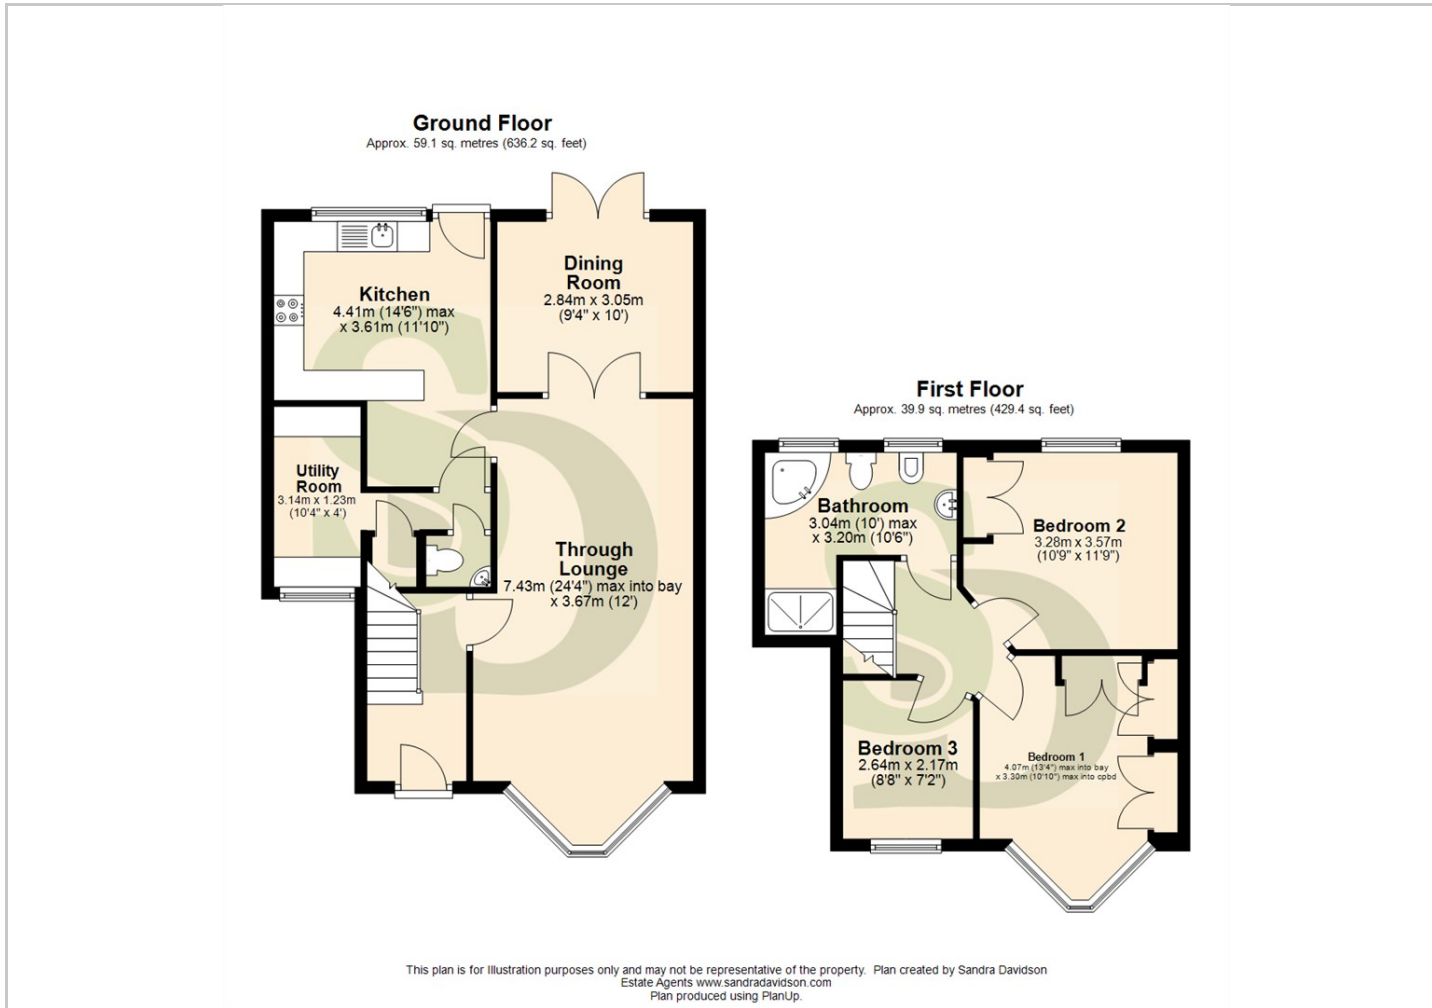 Ground Floor
Approx. 59.1 sq. metres (636.2 sq. feet)
Kitchen
4.41m (14'6") max
x 3.61m (11'10")
Dining
Room
2.84m x 3.05m
(9'4" x 10')
Utility
Room
3.14m x 1.23m
(10'4" x 4')
Through
Lounge
7.43m (24'4") max into bay
x 3.67m (12')
First Floor
Approx. 39.9 sq. metres (429.4 sq. feet)
Bathroom
3.04m (10') max
x 3.20m (10'6")
Bedroom 2
3.28m x 3.57m
(10'9" x 11'9")
Bedroom 3
2.64m x 2.17m
(8'8" x 7'2")
Bedroom 1
4.07m (13'4") max into bay
x 3.30m (10'10") max into cpbd
This plan is for Illustration purposes only and may not be representative of the property. Plan created by Sandra Davidson
Estate Agents www.sandradavidson.com
Plan produced using PlanUp.